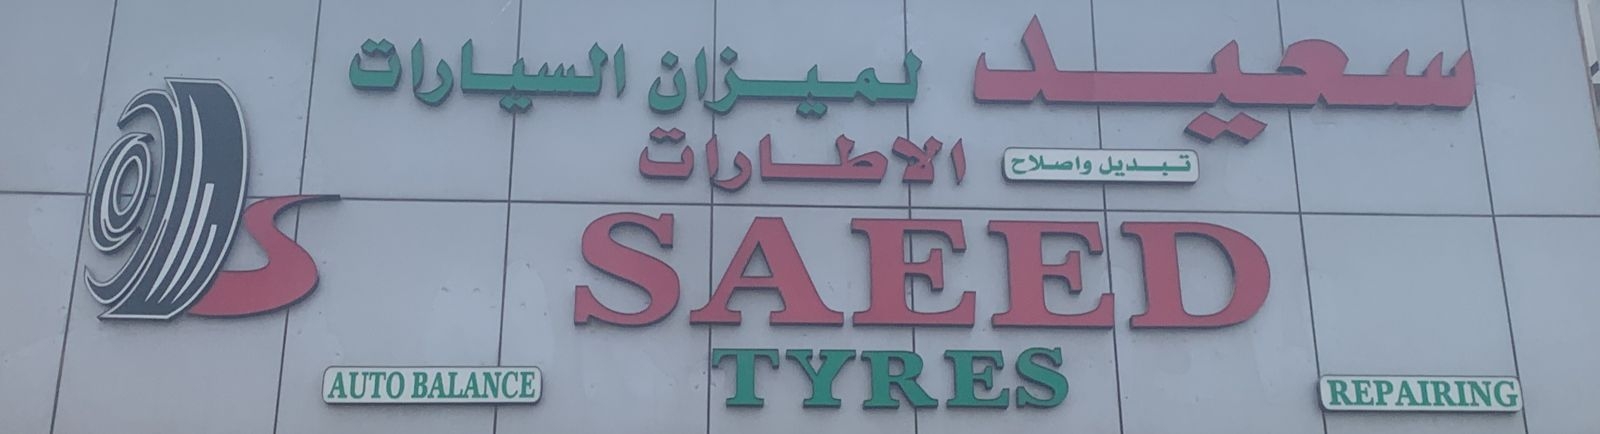 سعيد لميزان السيارات
تبديل واصلاح الاطارات
SAEED
TYRES
AUTO BALANCE
REPAIRING